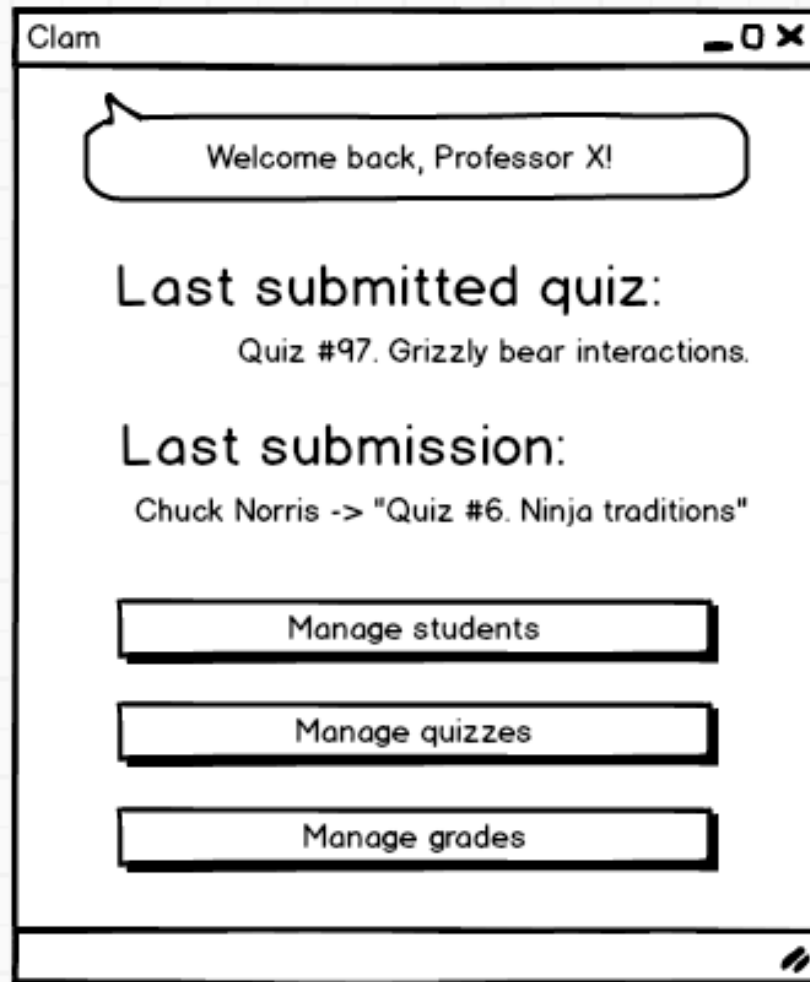 Clam
Welcome back, Professor X!
Last submitted quiz:
Quiz #97. Grizzly bear interactions.
Last submission:
Chuck Norris -> "Quiz #6. Ninja traditions"
Manage students
Manage quizzes
Manage grades